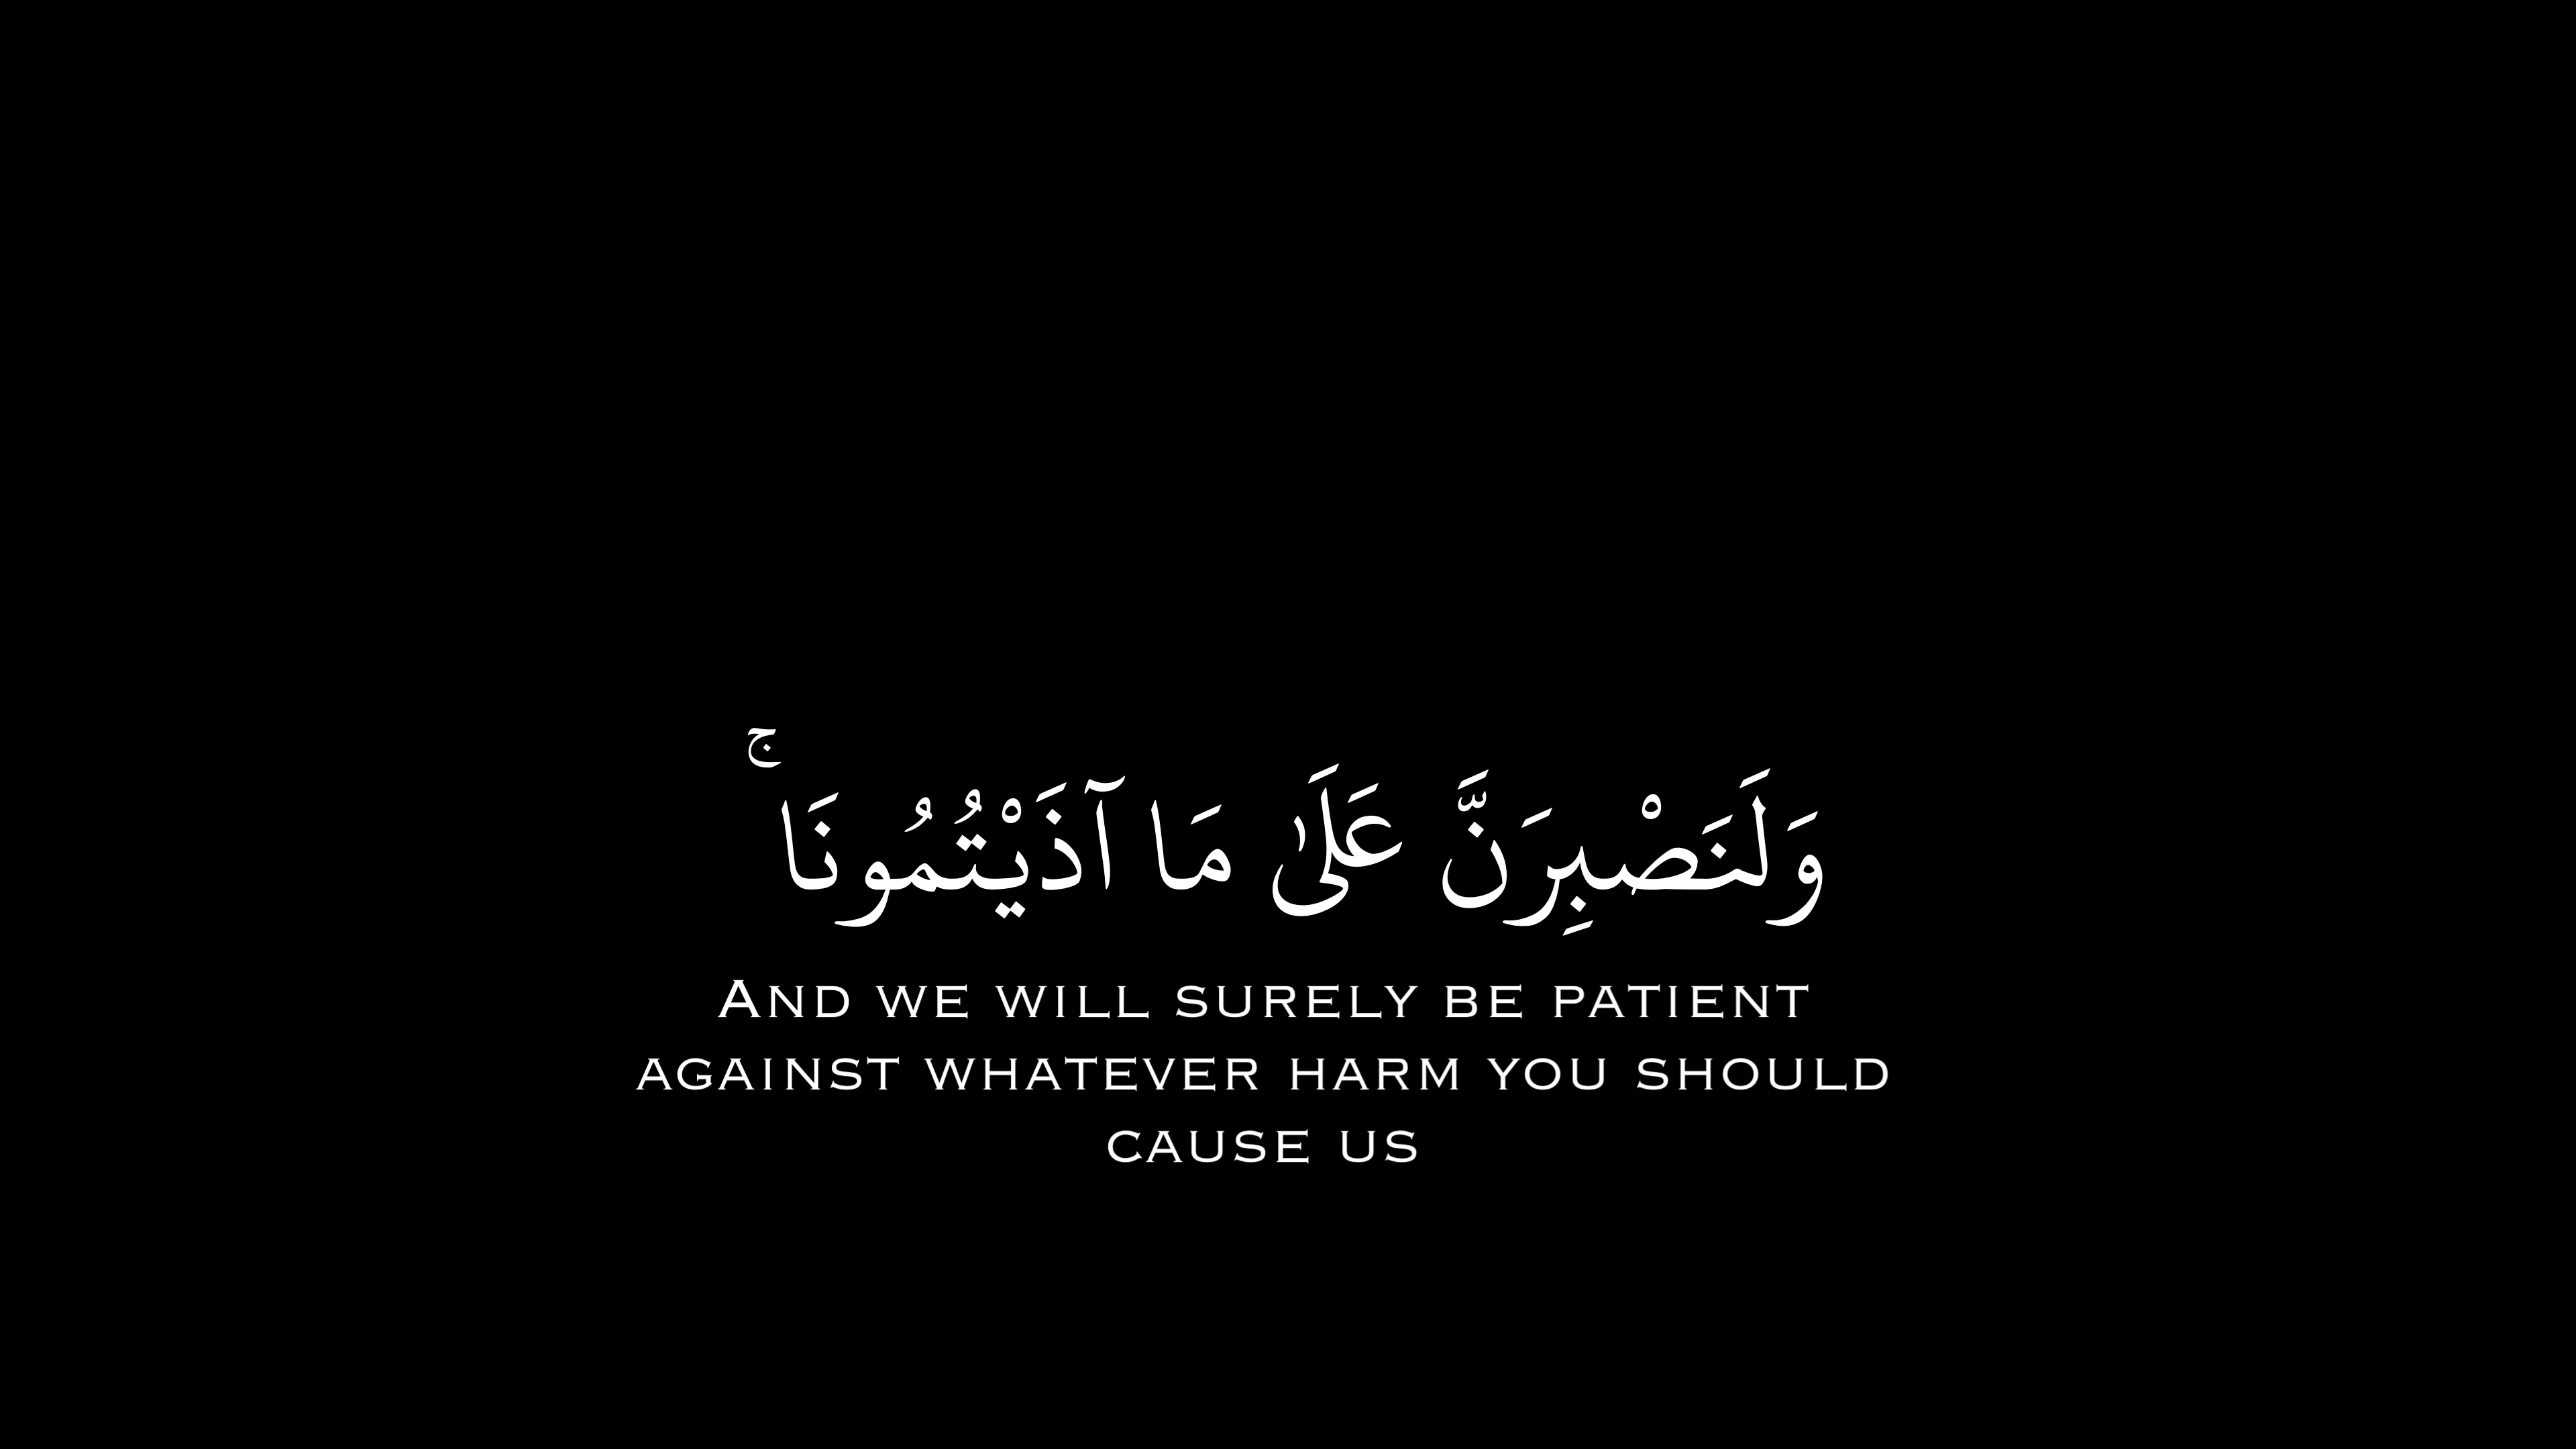 وَلَنَصْبِرَنَّ عَلَىٰ مَا آذَيْتُمُونَا ۚ
And we will surely be patient
against whatever harm you should
cause us